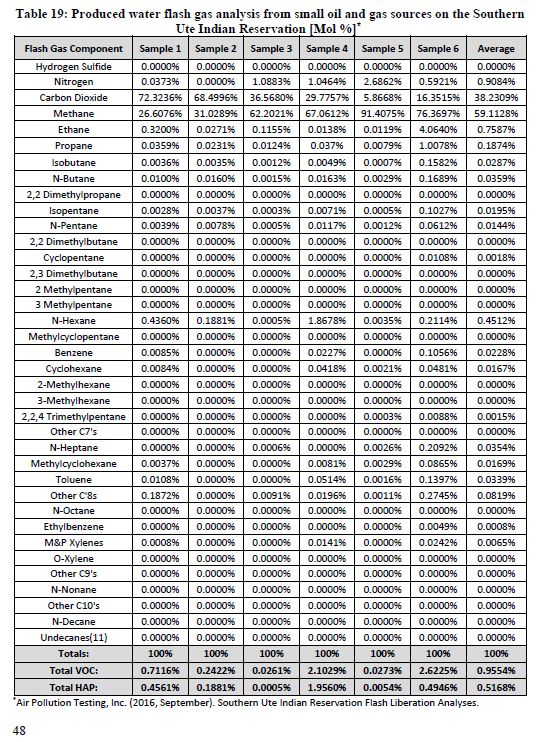 Table 19: Produced water flash gas analysis from small oil and gas sources on the Southern
Ute Indian Reservation [Mol %]*
Flash Gas Component Sample 1 Sample 2 Sample 3 Sample 4 Sample 5 Sample 6 Average
Hydrogen Sulfide 0.0000% 0.0000% 0.0000% 0.0000% 0.0000% 0.0000% 0.0000%
Nitrogen 0.0373% 0.0000% 1.0883% 1.0464% 2.6862% 0.5921% 0.9084%
Carbon Dioxide 72.3236% 68.4996% 36.5680% 29.7757% 5.8668% 16.3515% 38.2309%
Methane 26.6076% 31.0289% 62.2021% 67.0612% 91.4075% 76.3697% 59.1128%
Ethane 0.3200% 0.0271% 0.1155% 0.0138% 0.0119% 4.0640% 0.7587%
Propane 0.0359% 0.0231% 0.0124% 0.037% 0.0079% 1.0078% 0.1874%
Isobutane 0.0036% 0.0035% 0.0012% 0.0049% 0.0007% 0.1582% 0.0287%
N-Butane 0.0100% 0.0160% 0.0015% 0.0163% 0.0029% 0.1689% 0.0359%
2,2 Dimethylpropane 0.0000% 0.0000% 0.0000% 0.0000% 0.0000% 0.0000% 0.0000%
Isopentane 0.0028% 0.0037% 0.0003% 0.0071% 0.0005% 0.1027% 0.0195%
N-Pentane 0.0039% 0.0078% 0.0005% 0.0117% 0.0012% 0.0612% 0.0144%
2,2 Dimethylbutane 0.0000% 0.0000% 0.0000% 0.0000% 0.0000% 0.0000% 0.0000%
Cyclopentane 0.0000% 0.0000% 0.0000% 0.0000% 0.0000% 0.0108% 0.0018%
2,3 Dimethylbutane 0.0000% 0.0000% 0.0000% 0.0000% 0.0000% 0.0000% 0.0000%
2 Methylpentane 0.0000% 0.0000% 0.0000% 0.0000% 0.0000% 0.0000% 0.0000%
3 Methylpentane 0.0000% 0.0000% 0.0000% 0.0000% 0.0000% 0.0000% 0.0000%
N-Hexane 0.4360% 0.1881% 0.0005% 1.8678% 0.0035% 0.2114% 0.4512%
Methylcyclopentane 0.0000% 0.0000% 0.0000% 0.0000% 0.0000% 0.0000% 0.0000%
Benzene 0.0085% 0.0000% 0.0000% 0.0227% 0.0000% 0.1056% 0.0228%
Cyclohexane 0.0084% 0.0000% 0.0000% 0.0418% 0.0021% 0.0481% 0.0167%
2-Methylhexane 0.0000% 0.0000% 0.0000% 0.0000% 0.0000% 0.0000% 0.0000%
3-Methylhexane 0.0000% 0.0000% 0.0000% 0.0000% 0.0000% 0.0000% 0.0000%
2,2,4 Trimethylpentane 0.0000% 0.0000% 0.0000% 0.0000% 0.0003% 0.0088% 0.0015%
Other C7's 0.0000% 0.0000% 0.0000% 0.0000% 0.0000% 0.0000% 0.0000%
N-Heptane 0.0000% 0.0000% 0.0006% 0.0000% 0.0026% 0.2092% 0.0354%
Methylcyclohexane 0.0037% 0.0000% 0.0000% 0.0081% 0.0029% 0.0865% 0.0169%
Toluene 0.0108% 0.0000% 0.0000% 0.0514% 0.0016% 0.1397% 0.0339%
Other C'8s 0.1872% 0.0000% 0.0091% 0.0196% 0.0011% 0.2745% 0.0819%
N-Octane 0.0000% 0.0000% 0.0000% 0.0000% 0.0000% 0.0000% 0.0000%
Ethylbenzene 0.0000% 0.0000% 0.0000% 0.0000% 0.0000% 0.0049% 0.0008%
M&P Xylenes 0.0008% 0.0000% 0.0000% 0.0141% 0.0000% 0.0242% 0.0065%
O-Xylene 0.0000% 0.0000% 0.0000% 0.0000% 0.0000% 0.0000% 0.0000%
Other C9's 0.0000% 0.0000% 0.0000% 0.0000% 0.0000% 0.0000% 0.0000%
N-Nonane 0.0000% 0.0000% 0.0000% 0.0000% 0.0000% 0.0000% 0.0000%
Other C10's 0.0000% 0.0000% 0.0000% 0.0000% 0.0000% 0.0000% 0.0000%
N-Decane 0.0000% 0.0000% 0.0000% 0.0000% 0.0000% 0.0000% 0.0000%
Undecanes(11) 0.0000% 0.0000% 0.0000% 0.0000% 0.0000% 0.0000% 0.0000%
Totals: 100% 100% 100% 100% 100% 100% 100%
Total VOC: 0.7116% 0.2422% 0.0261% 2.1029% 0.0273% 2.6225% 0.9554%
Total HAP: 0.4561% 0.1881% 0.0005% 1.9560% 0.0054% 0.4946% 0.5168%
*Air Pollution Testing, Inc. (2016, September). Southern Ute Indian Reservation Flash Liberation Analyses.
48